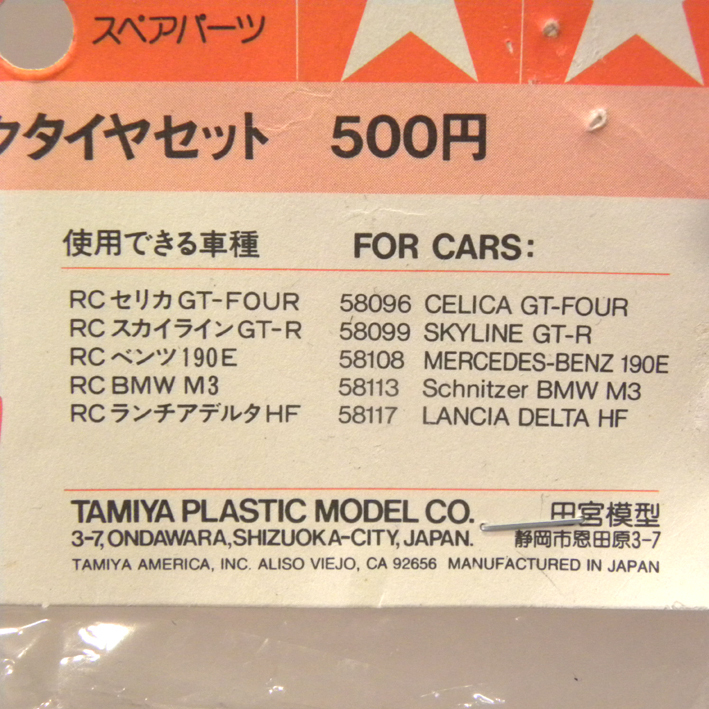 スペアパーツ
クタイヤセット 500円
使用できる車種 FOR CARS:
RC セリカ GT-FOUR 58096 CELICA GT-FOUR
RC スカイライン GT-R 58099 SKYLINE GT-R
RC ベンツ 190E 58108 MERCEDES-BENZ 190E
RC BMW M3 58113 Schnitzer BMW M3
RC ランチアデルタ HF 58117 LANCIA DELTA HF
TAMIYA PLASTIC MODEL CO. 田宮模型
3-7, ONDAWARA, SHIZUOKA-CITY, JAPAN. 静岡市恩田原3-7
TAMIYA AMERICA, INC. ALISO VIEJO, CA 92656 MANUFACTURED IN JAPAN